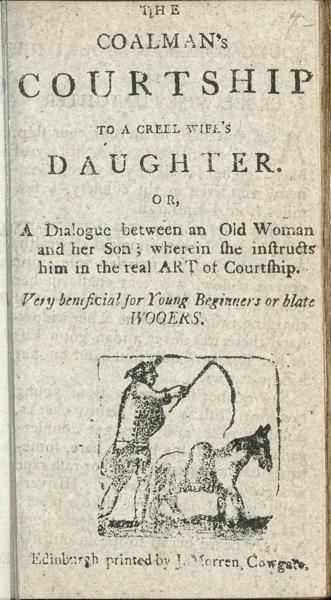 THE
COALMAN's
COURTSHIP
TO A CREEL WIFE'S
DAUGHTER.
OR,
A Dialogue between an Old Woman
and her Son; wherein ſhe inſtructs
him in the real ART of Courtſhip.
Very beneficial for Young Beginners or blate
WOOERS.
Edinburgh printed by J. Morren, Cowgate.